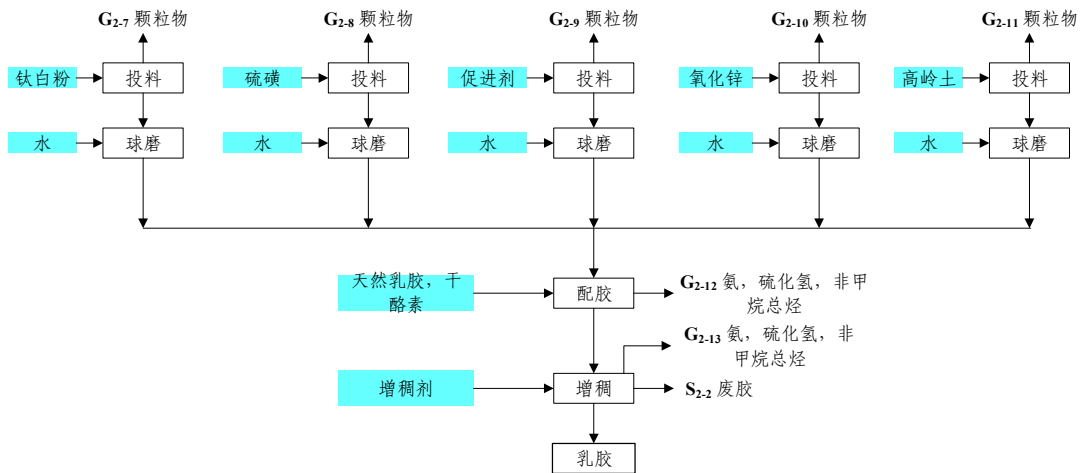 G2-7 颗粒物
G2-8 颗粒物
G2-9 颗粒物
G2-10 颗粒物
G2-11 颗粒物
钛白粉
投料
硫磺
投料
促进剂
投料
氧化锌
投料
高岭土
投料
水
球磨
水
球磨
水
球磨
水
球磨
水
球磨
天然乳胶，干
酪素
配胶
G2-12 氨，硫化氢，非甲
烷总烃
G2-13 氨，硫化氢，非
甲烷总烃
增稠剂
增稠
S2-2 废胶
乳胶